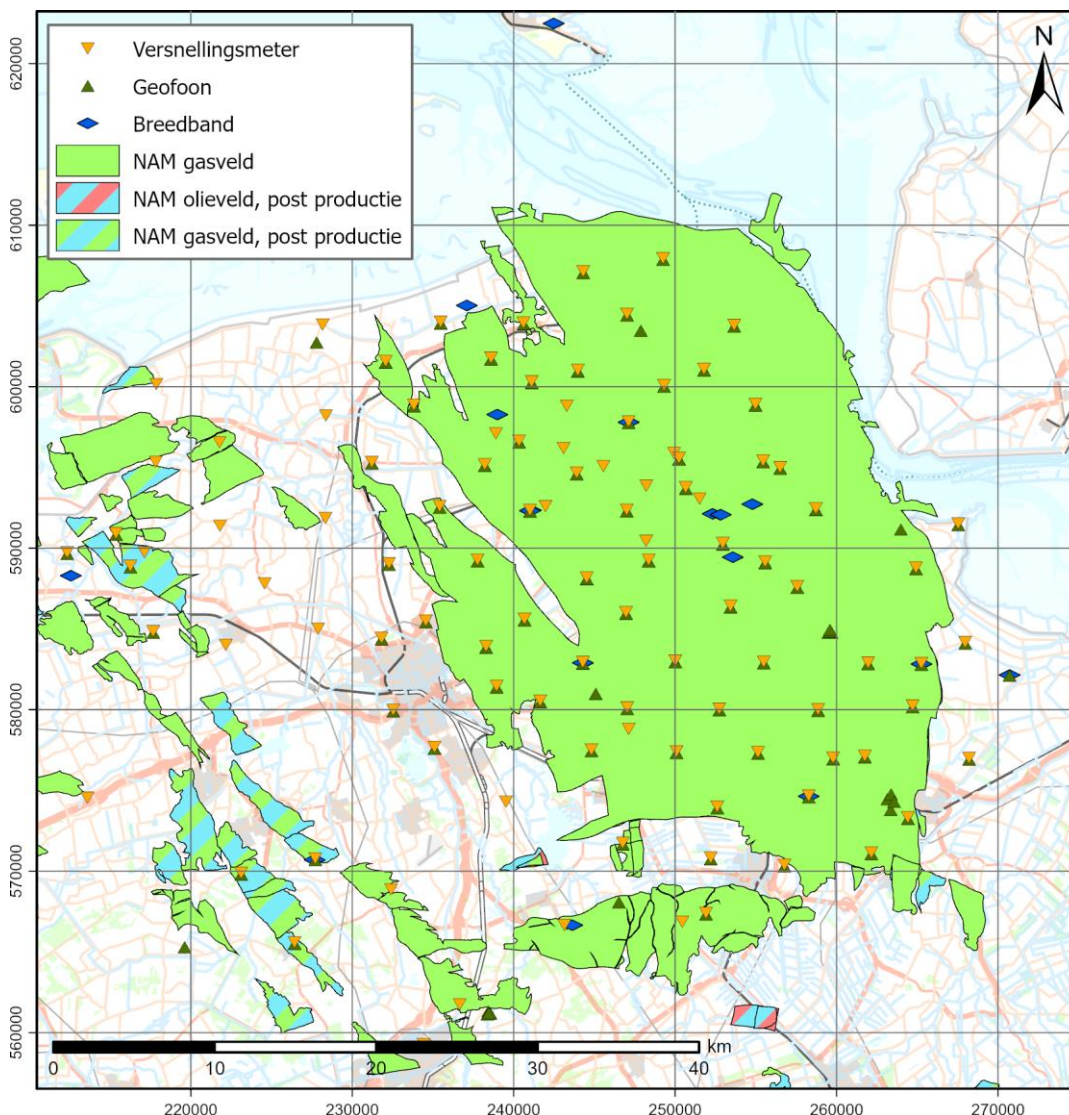 Versnellingsmeter
Geofoon
Breedband
NAM gasveld
NAM olieveld, post productie
NAM gasveld, post productie
N
620000
610000
600000
590000
580000
570000
560000
km
0 10 20 30 40
220000 230000 240000 250000 260000 270000